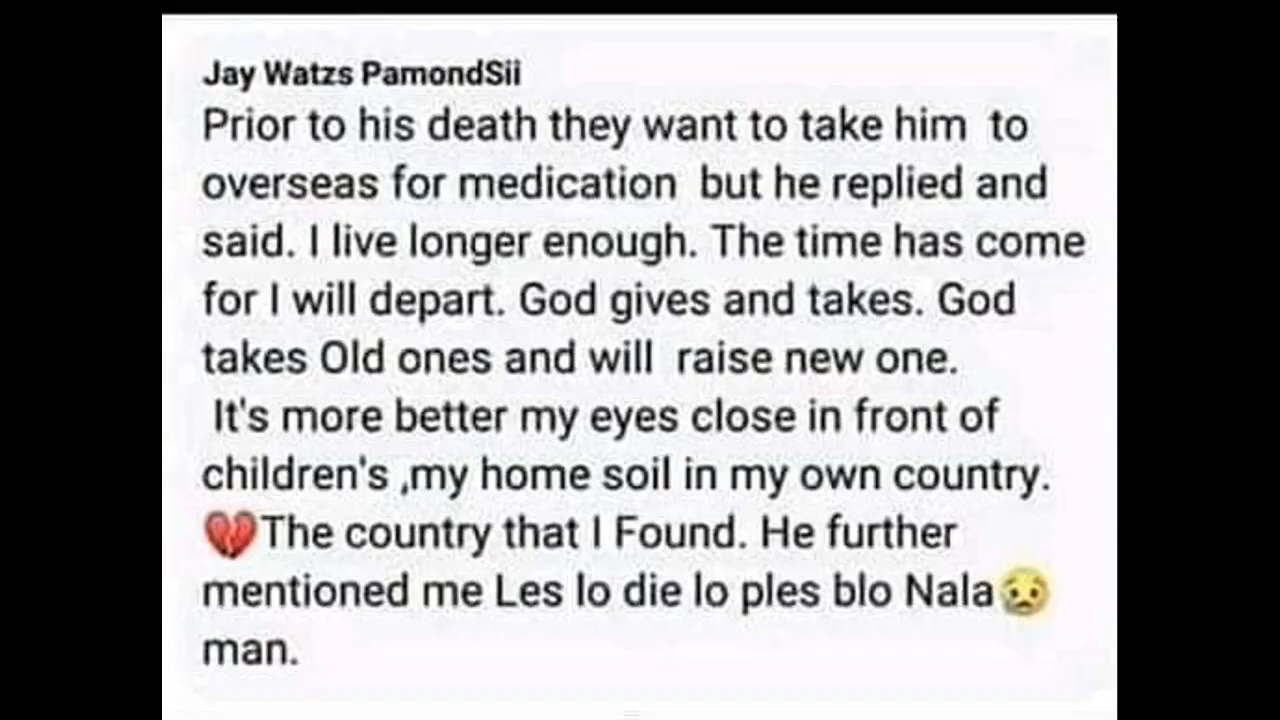 Jay Watzs PamondSii
Prior to his death they want to take him  to
overseas for medication  but he replied and
said. I live longer enough. The time has come
for I will depart. God gives and takes. God
takes Old ones and will  raise new one.
It's more better my eyes close in front of
children's ,my home soil in my own country.
💔The country that I Found. He further
mentioned me Les lo die lo ples blo Nala😢
man.